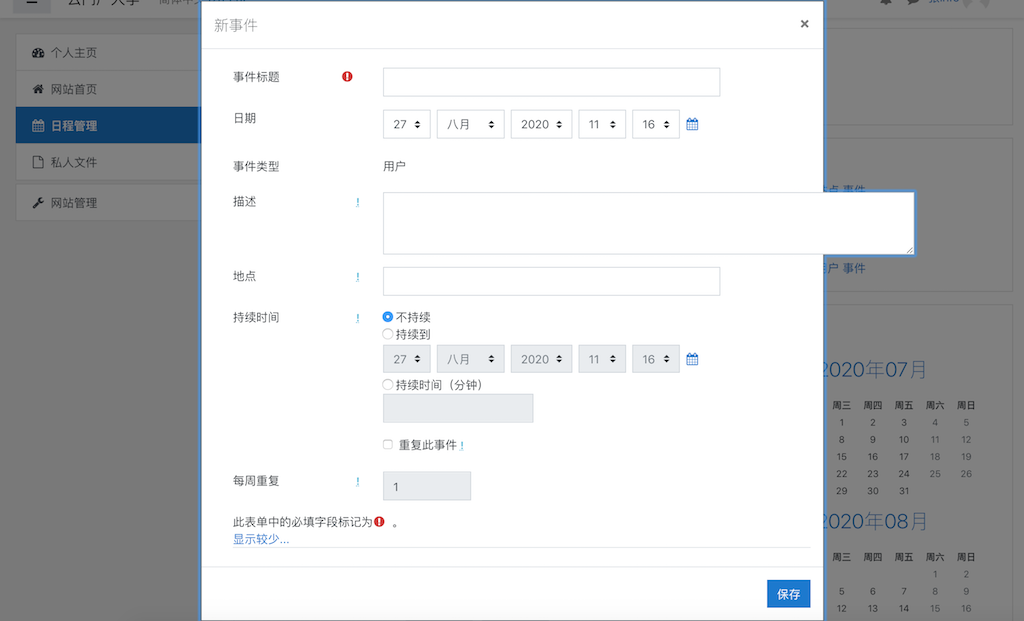 新事件 ×
个人主页
网站首页
日程管理
私人文件
网站管理
事件标题
日期 27 八月 2020 11 16
事件类型 用户
描述 !
地点 !
持续时间 ! 不持续
持续到
27 八月 2020 11 16
持续时间（分钟）
重复此事件 !
每周重复 ! 1
此表单中的必填字段标记为 。
显示较少...
保存
事件
户 事件
2020年07月
周三 周四 周五 周六 周日
1 2 3 4 5
8 9 10 11 12
15 16 17 18 19
22 23 24 25 26
29 30 31
2020年08月
周三 周四 周五 周六 周日
1 2
5 6 7 8 9
12 13 14 15 16